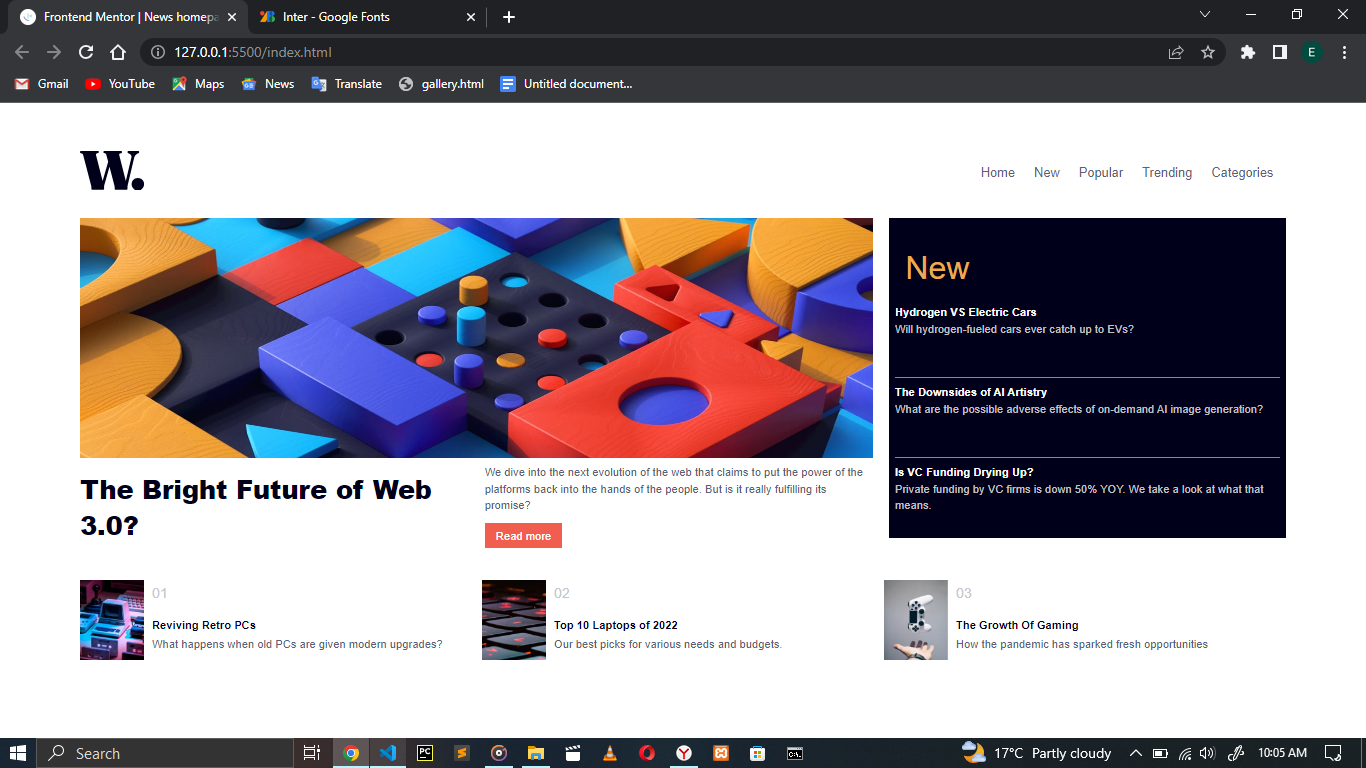 Frontend Mentor | News homepa
Inter - Google Fonts
127.0.0.1:5500/index.html
E
Gmail
YouTube
Maps
News
Translate
gallery.html
Untitled document...
W.
Home New Popular Trending Categories
New
Hydrogen VS Electric Cars
Will hydrogen-fueled cars ever catch up to EVs?
The Downsides of AI Artistry
What are the possible adverse effects of on-demand AI image generation?
Is VC Funding Drying Up?
Private funding by VC firms is down 50% YOY. We take a look at what that
means.
The Bright Future of Web
3.0?
We dive into the next evolution of the web that claims to put the power of the
platforms back into the hands of the people. But is it really fulfilling its
promise?
Read more
01
Reviving Retro PCs
What happens when old PCs are given modern upgrades?
02
Top 10 Laptops of 2022
Our best picks for various needs and budgets.
03
The Growth Of Gaming
How the pandemic has sparked fresh opportunities
Search
PC
17°C Partly cloudy
10:05 AM